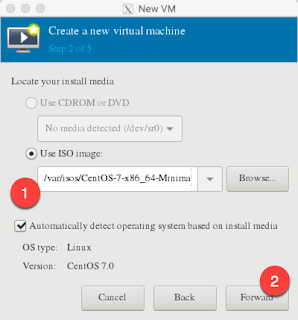 New VM
Create a new virtual machine
Step 2 of 5
Locate your install media
Use CDROM or DVD
No media detected (/dev/sr0)
Use ISO image:
1
/var/isos/CentOS-7-x86_64-Minima
Browse...
Automatically detect operating system based on install media
OS type: Linux
Version: CentOS 7.0
2
Cancel Back Forward